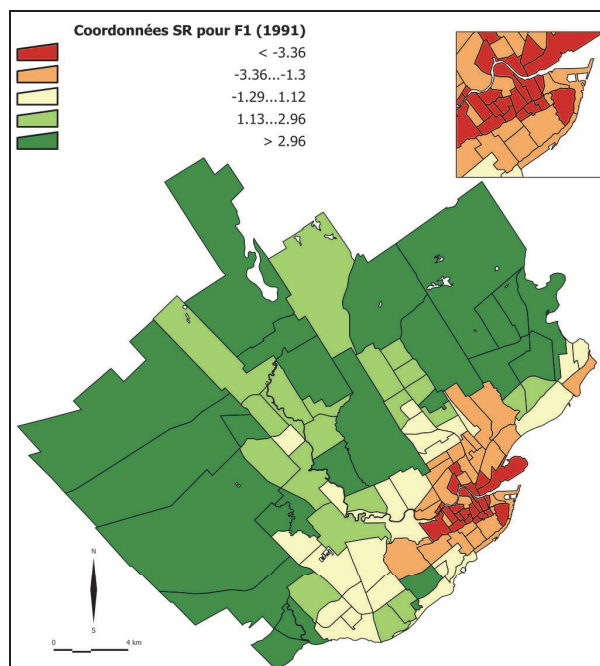 Coordonnées SR pour F1 (1991)
< -3.36
-3.36...-1.3
-1.29...1.12
1.13...2.96
> 2.96
N
S
0 4 km